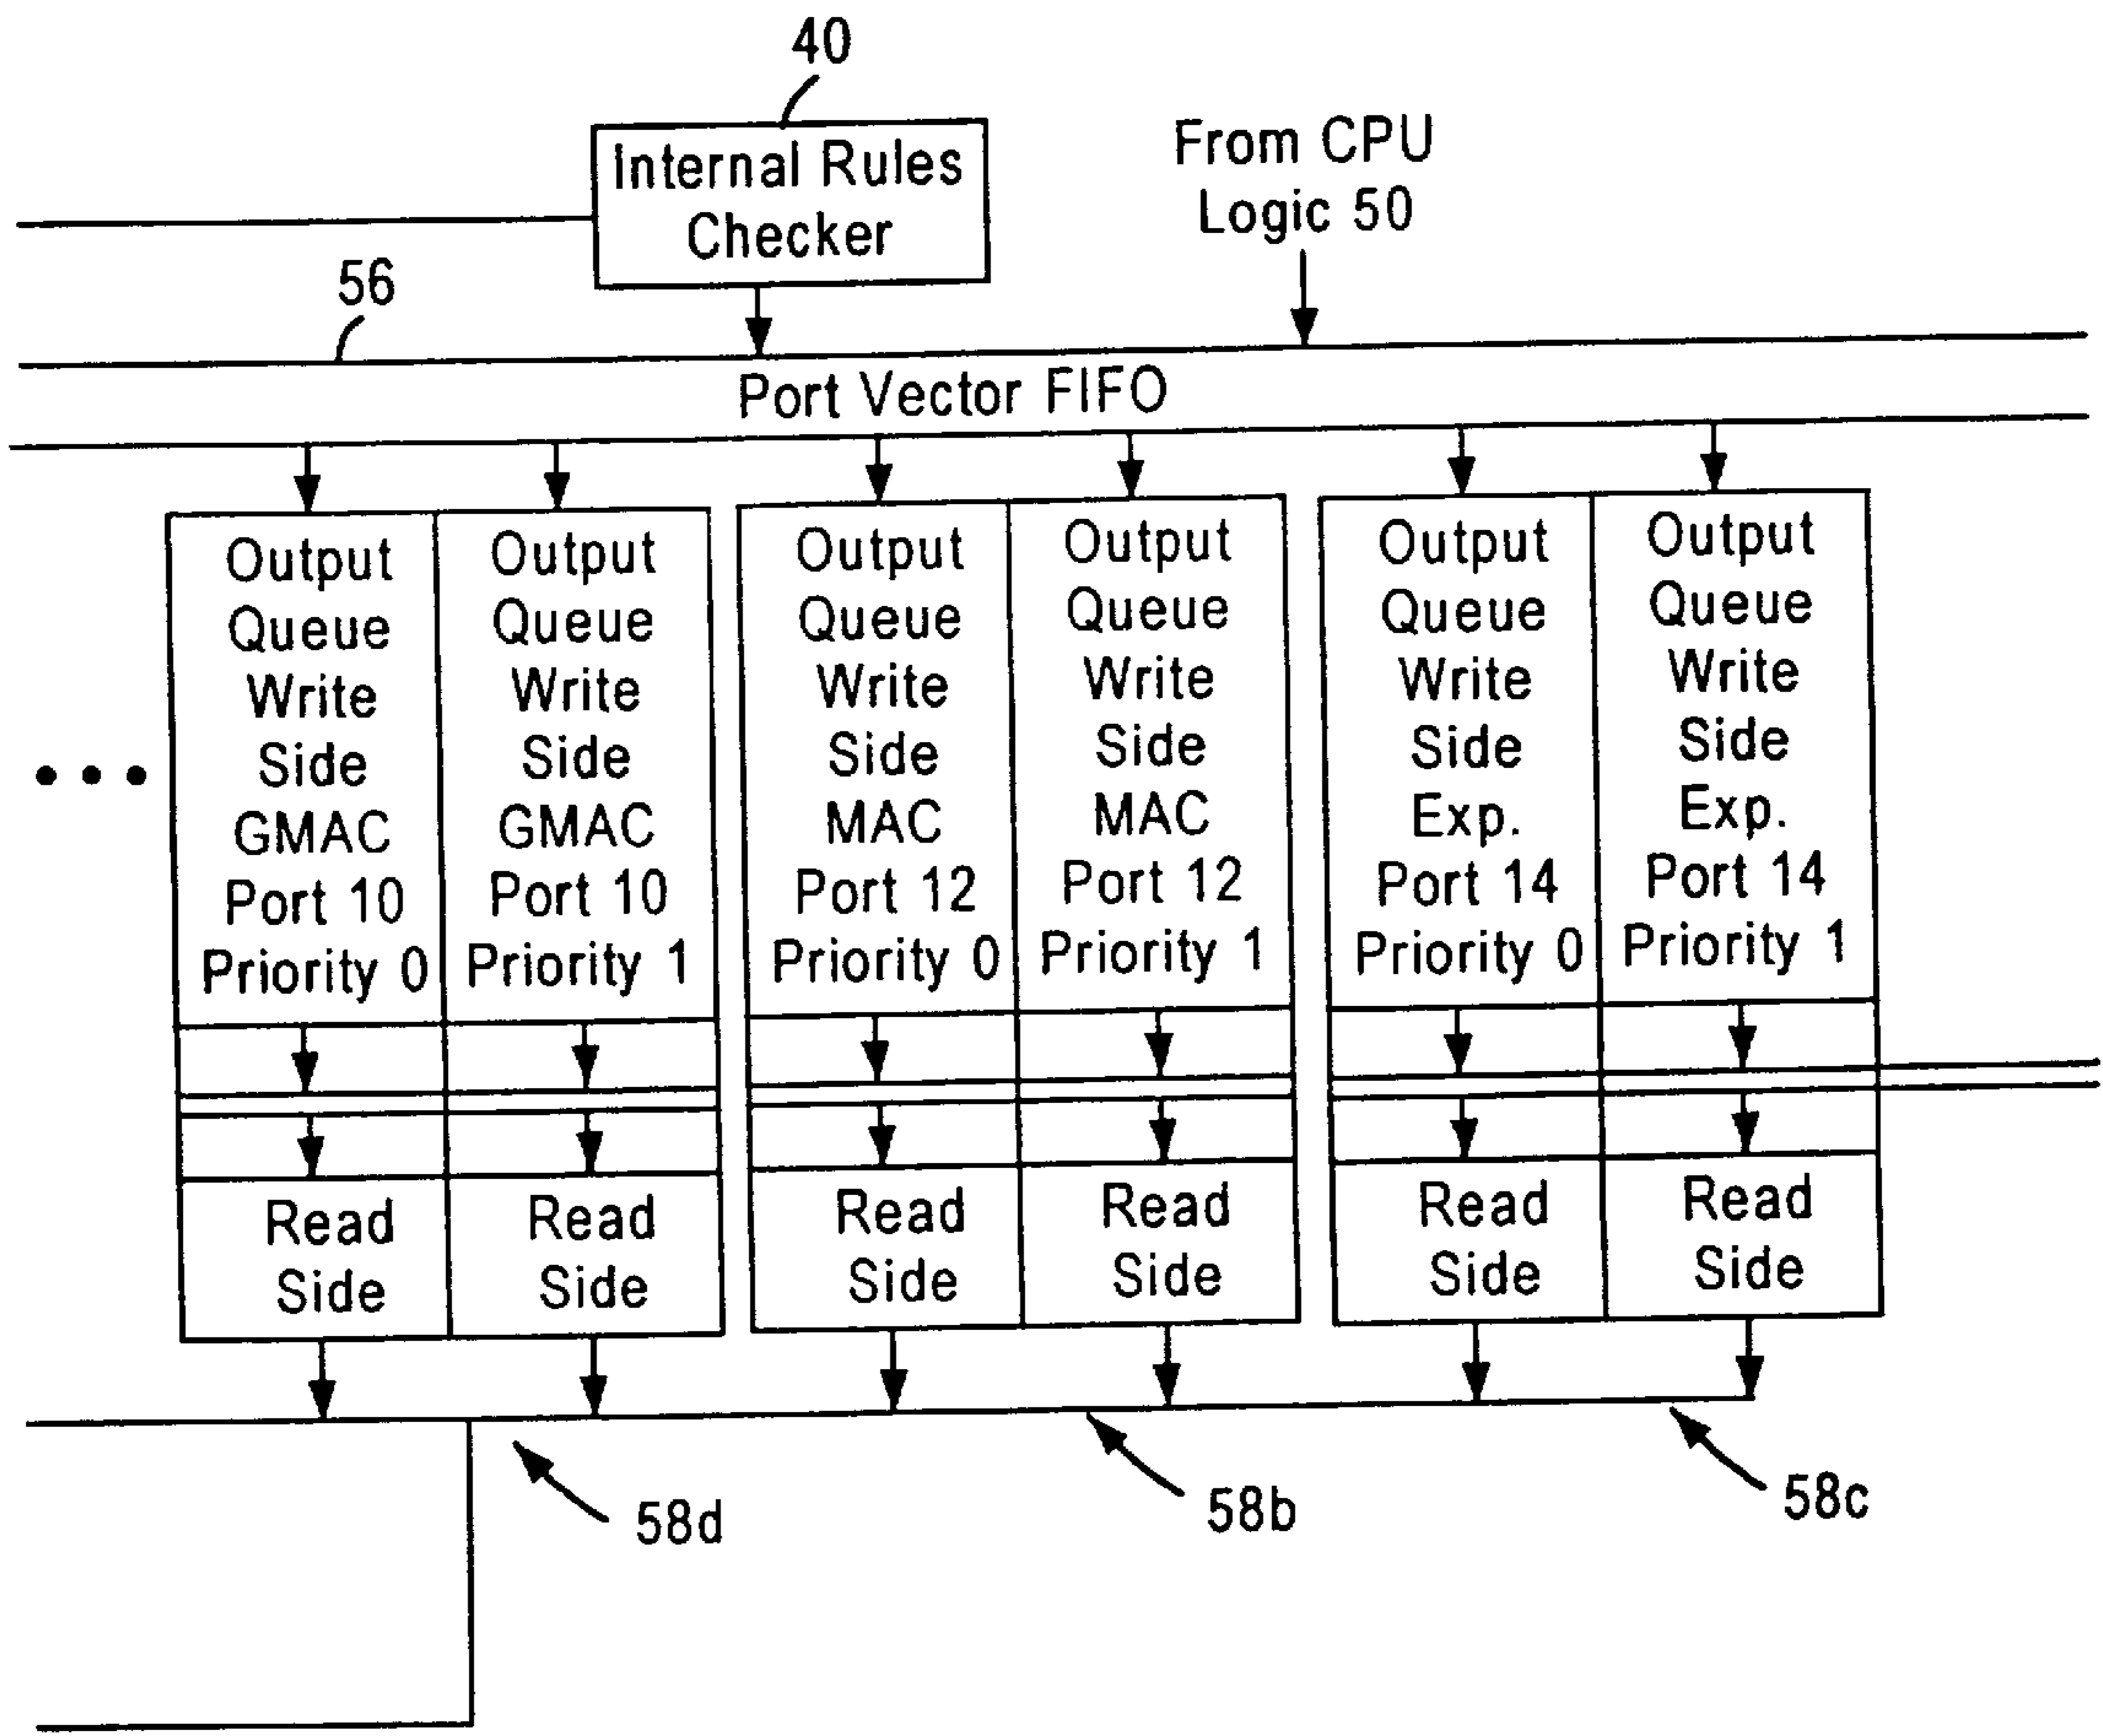 40
Internal Rules
Checker
From CPU
Logic 50
56
Port Vector FIFO
Output
Queue
Write
Side
GMAC
Port 10
Priority 0
Output
Queue
Write
Side
GMAC
Port 10
Priority 1
Output
Queue
Write
Side
MAC
Port 12
Priority 0
Output
Queue
Write
Side
MAC
Port 12
Priority 1
Output
Queue
Write
Side
Exp.
Port 14
Priority 0
Output
Queue
Write
Side
Exp.
Port 14
Priority 1
Read
Side
Read
Side
Read
Side
Read
Side
Read
Side
Read
Side
58d
58b
58c